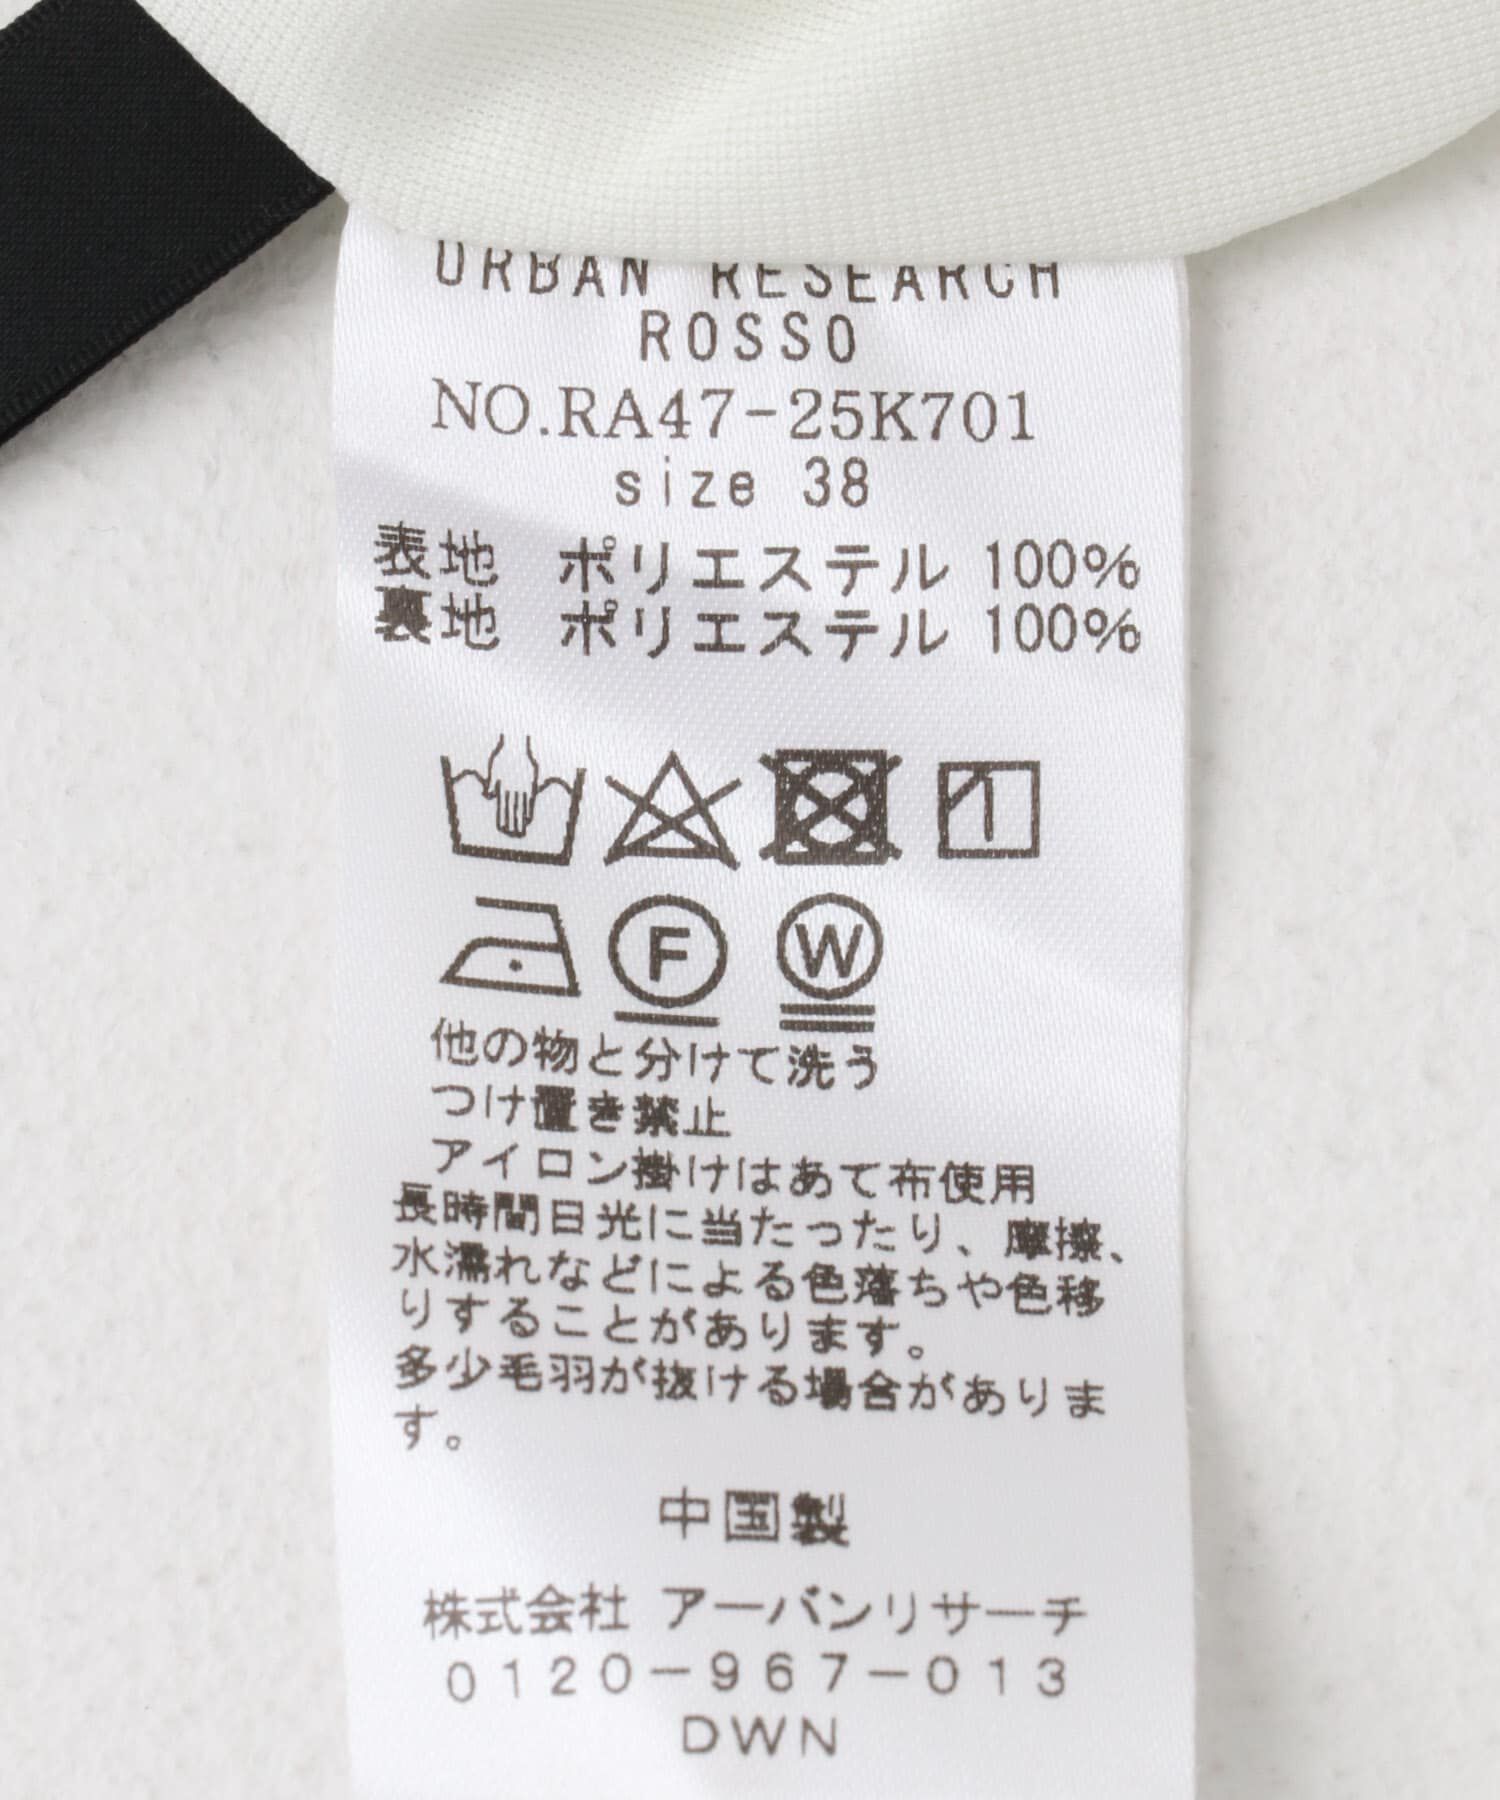 URBAN RESEARCH
ROSSO
NO.RA47-25K701
size 38
表地 ポリエステル 100%
裏地 ポリエステル 100%
F W
他の物と分けて洗う
つけ置き禁止
アイロン掛けはあて布使用
長時間日光に当たったり、摩擦、
水濡れなどによる色落ちや色移
りすることがあります。
多少毛羽が抜ける場合がありま
す。
中国製
株式会社 アーバンリサーチ
0120-967-013
DWN